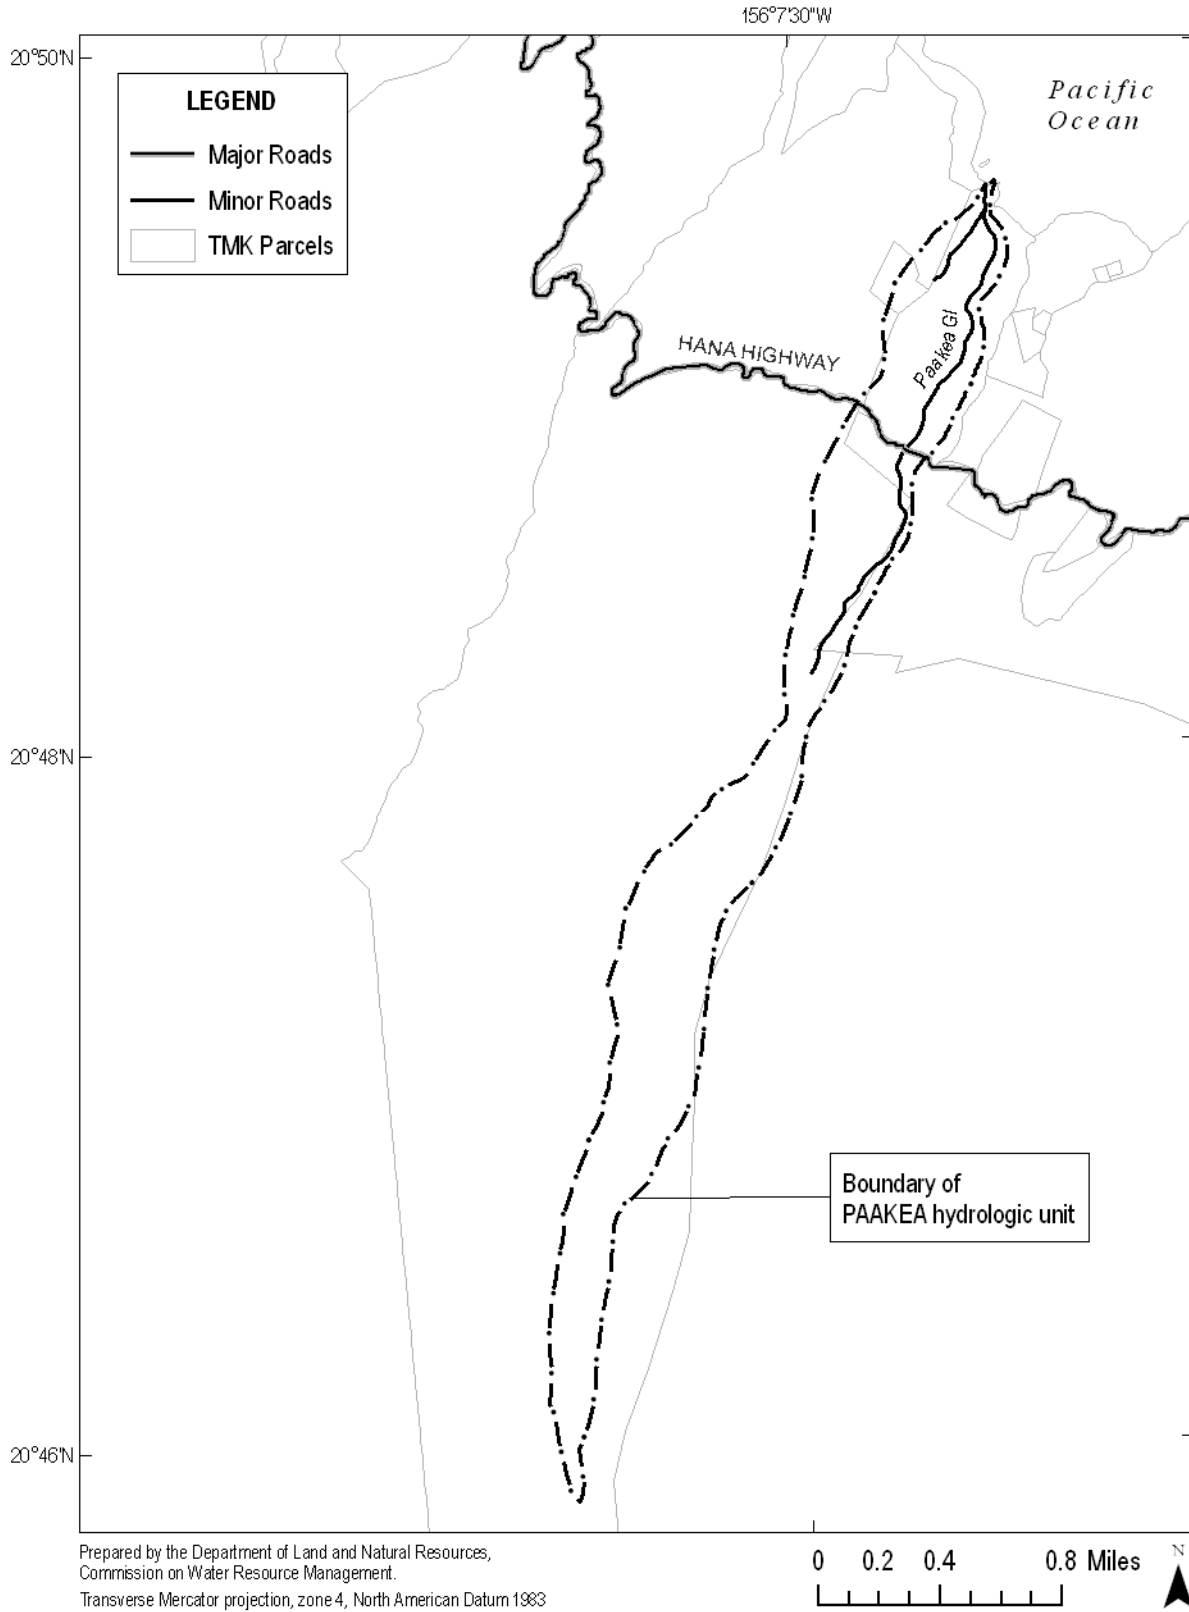 156°7'30"W
20°50'N
Pacific
Ocean
LEGEND
Major Roads
Minor Roads
TMK Parcels
HANA HIGHWAY
Paakea Gl
20°48'N
Boundary of
PAAKEA hydrologic unit
20°46'N
Prepared by the Department of Land and Natural Resources,
Commission on Water Resource Management.
Transverse Mercator projection, zone 4, North American Datum 1983
0 0.2 0.4 0.8 Miles
N